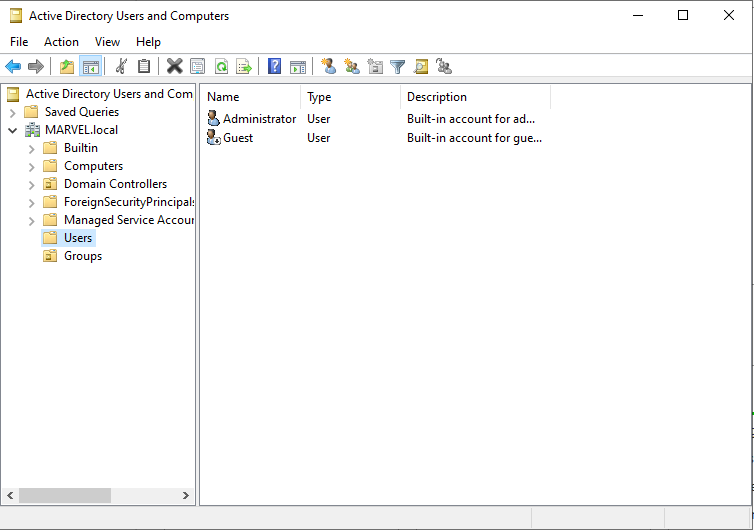 Active Directory Users and Computers
File Action View Help
Active Directory Users and Com
Saved Queries
MARVEL.local
Builtin
Computers
Domain Controllers
ForeignSecurityPrincipals
Managed Service Accour
Users
Groups
Name Type Description
Administrator User Built-in account for ad...
Guest User Built-in account for gue...